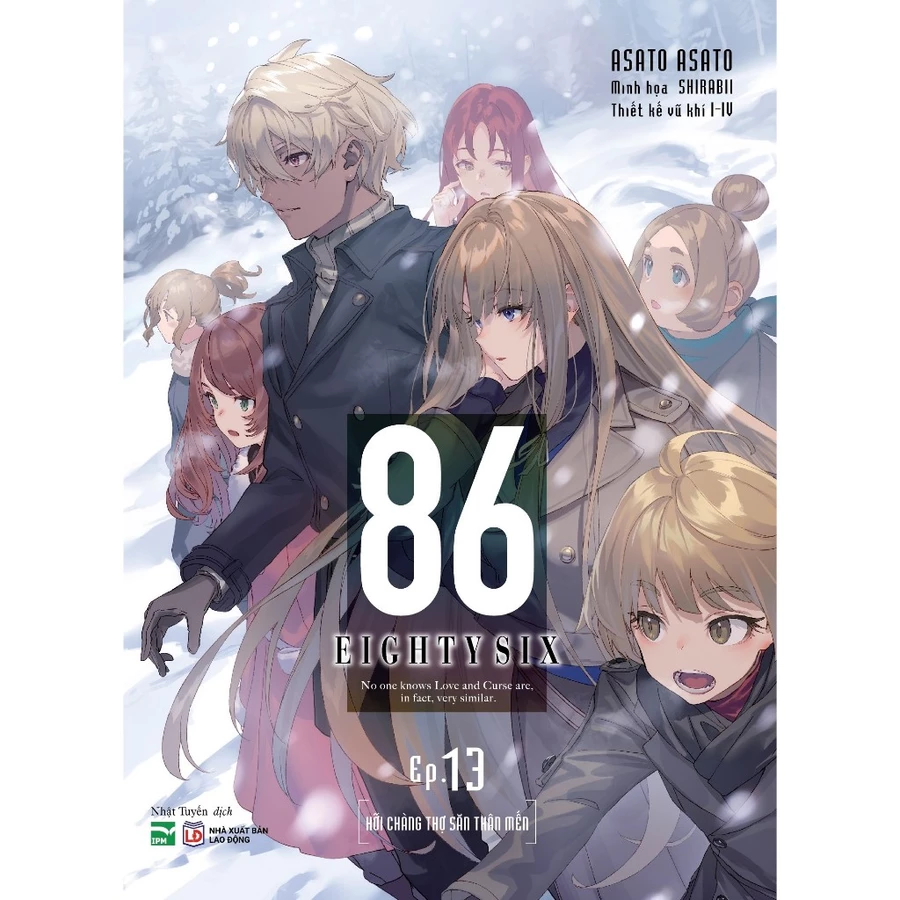 ASATO ASATO
Minh họa SHIRABII
Thiết kế vũ khí I-IV
86
EIGHTY SIX
No one knows Love and Curse are,
in fact, very similar.
Ep.13
HỠI CHÀNG THỢ SĂN THÂN MẾN
Nhật Tuyến dịch
IPM
LĐ
NHÀ XUẤT BẢN
LAO ĐỘNG